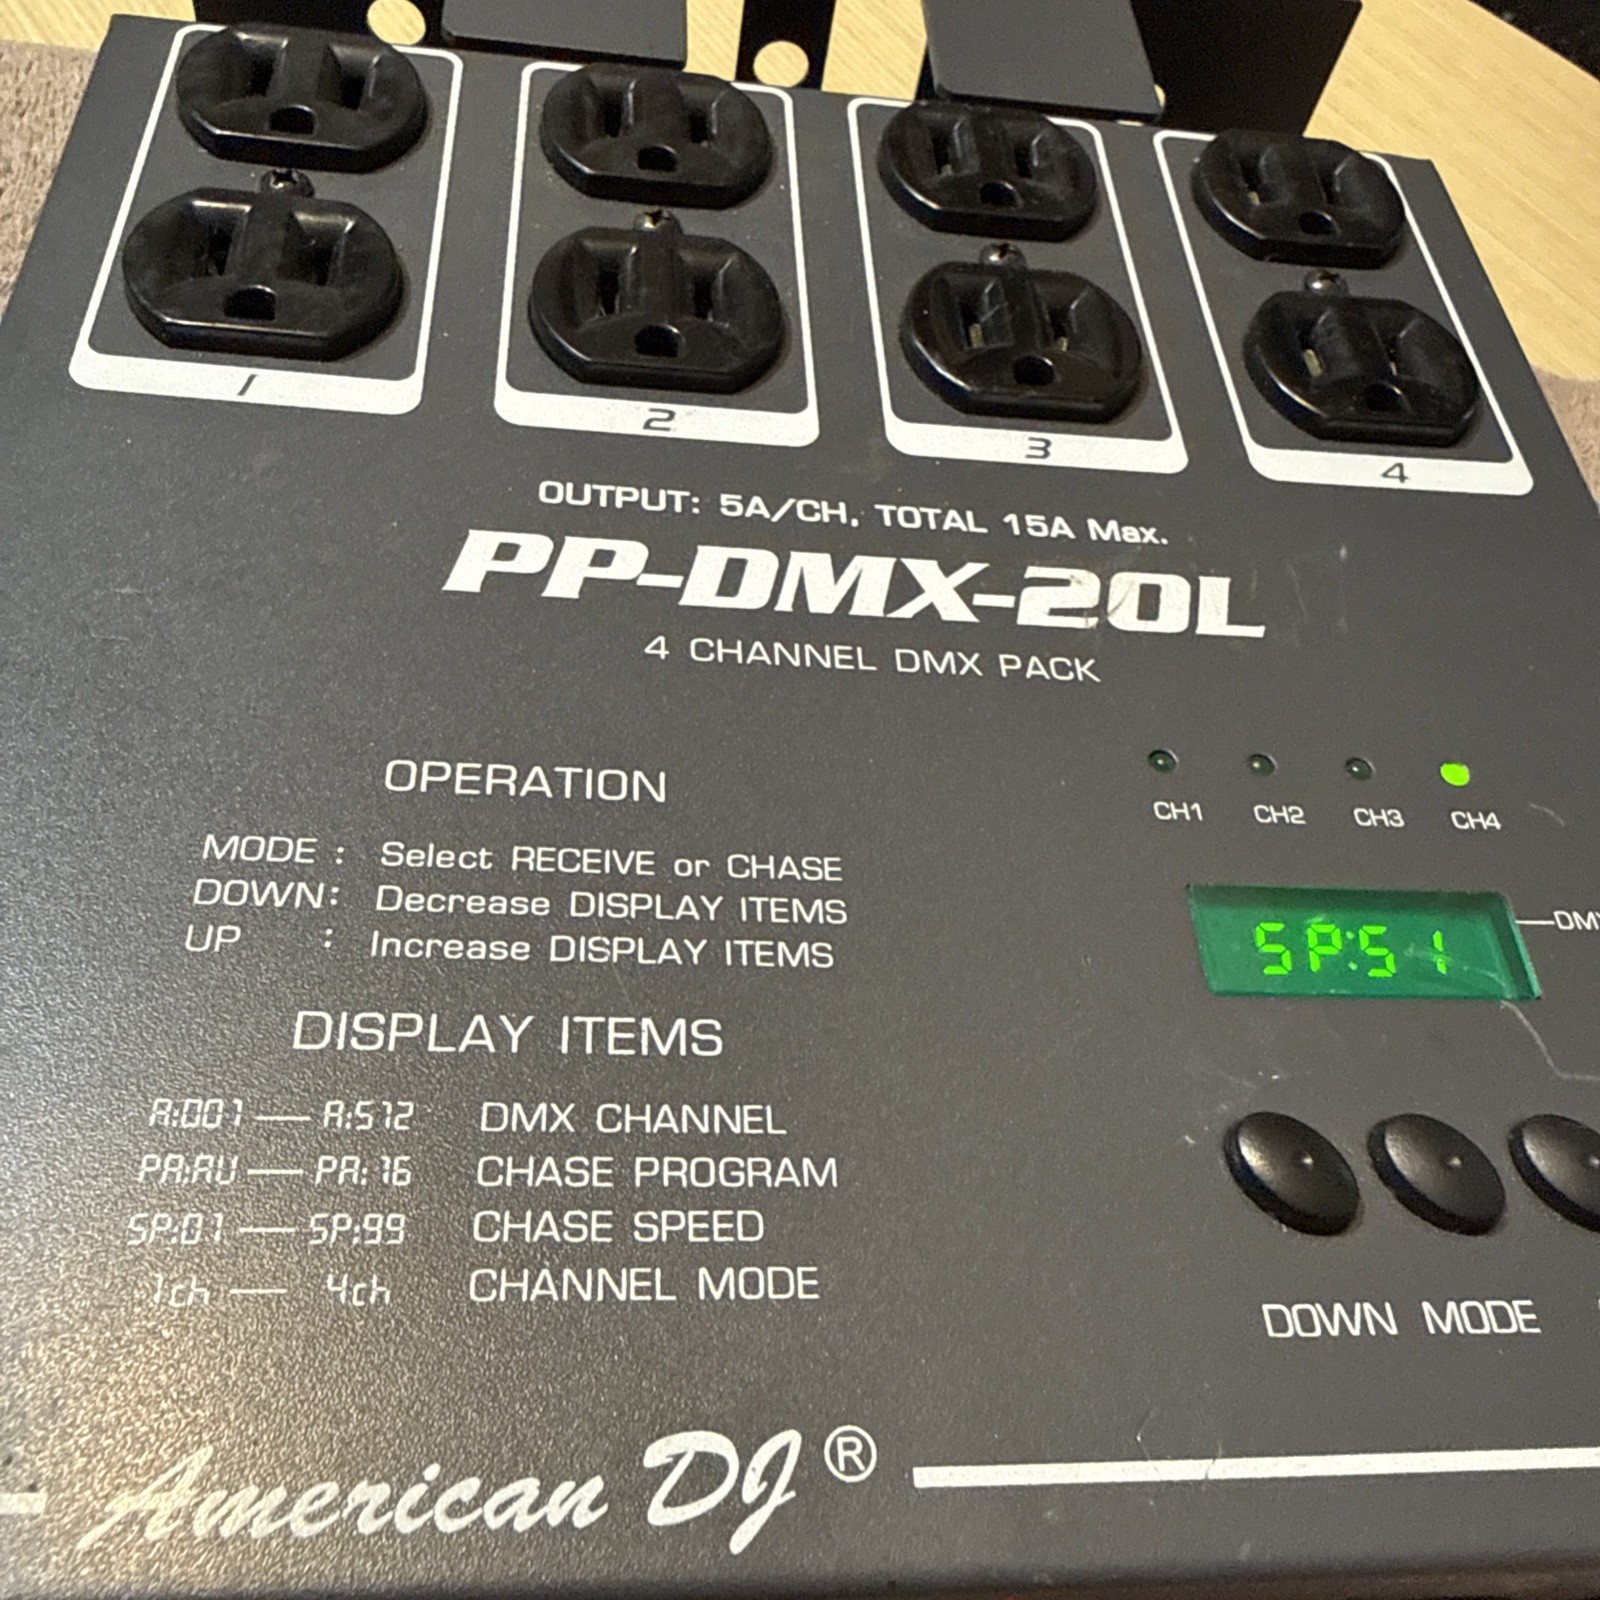 1
2
3
4
OUTPUT: 5A/CH, TOTAL 15A Max.
PP-DMX-20L
4 CHANNEL DMX PACK
CH1 CH2 CH3 CH4
OPERATION
MODE : Select RECEIVE or CHASE
DOWN: Decrease DISPLAY ITEMS
UP : Increase DISPLAY ITEMS
SP:51
DISPLAY ITEMS
A:001 — A:512 DMX CHANNEL
PA:AU — PA:16 CHASE PROGRAM
SP:01 — SP:99 CHASE SPEED
1ch — 4ch CHANNEL MODE
DOWN MODE
American DJ®